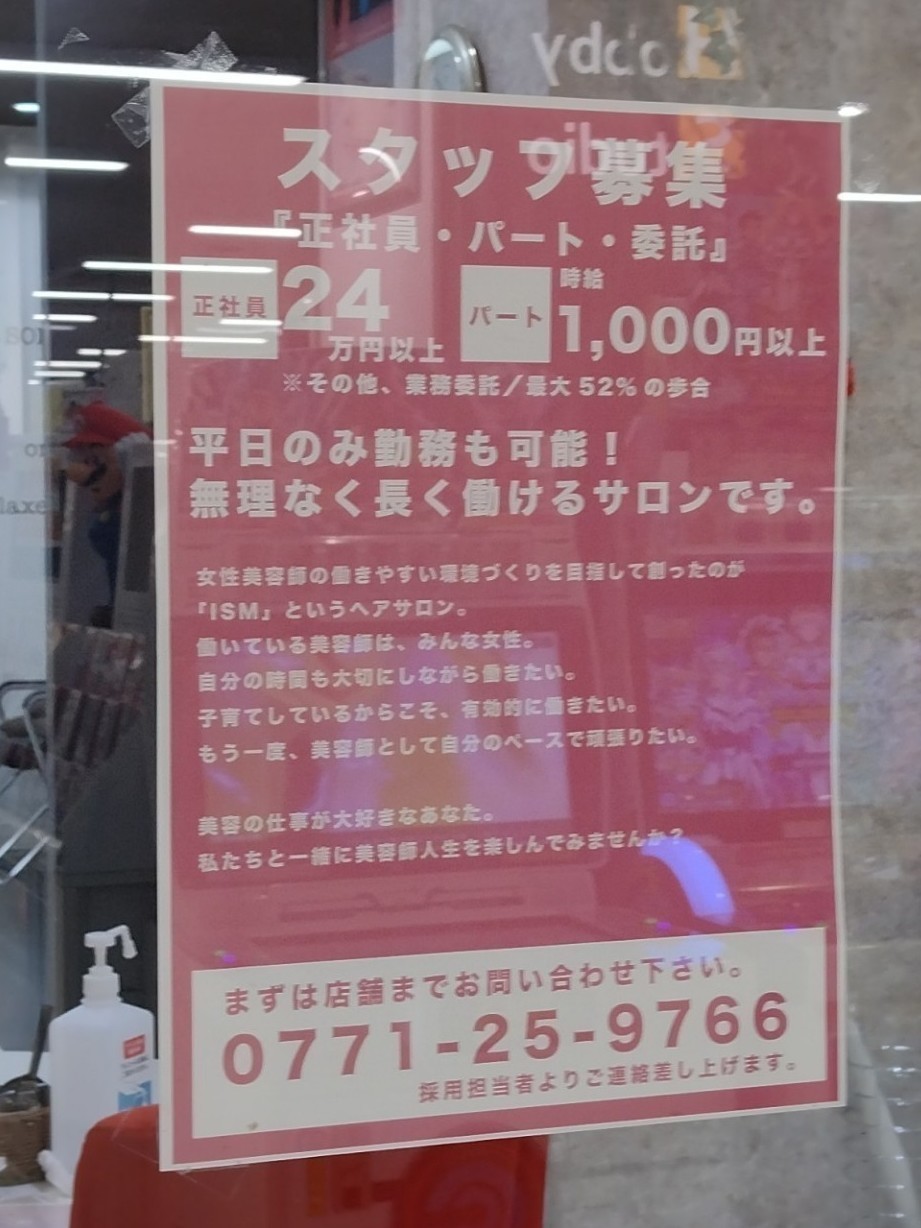 スタッフ募集
『正社員・パート・委託』
正社員 24万円以上 パート 時給1,000円以上
※その他、業務委託／最大52%の歩合
平日のみ勤務も可能！
無理なく長く働けるサロンです。
女性美容師の働きやすい環境づくりを目指して創ったのが
「ISM」というヘアサロン。
働いている美容師は、みんな女性。
自分の時間も大切にしながら働きたい。
子育てしているからこそ、有効的に働きたい。
もう一度、美容師として自分のペースで頑張りたい。
美容の仕事が大好きなあなた。
私たちと一緒に美容師人生を楽しんでみませんか？
まずは店舗までお問い合わせ下さい。
0771-25-9766
採用担当者よりご連絡差し上げます。